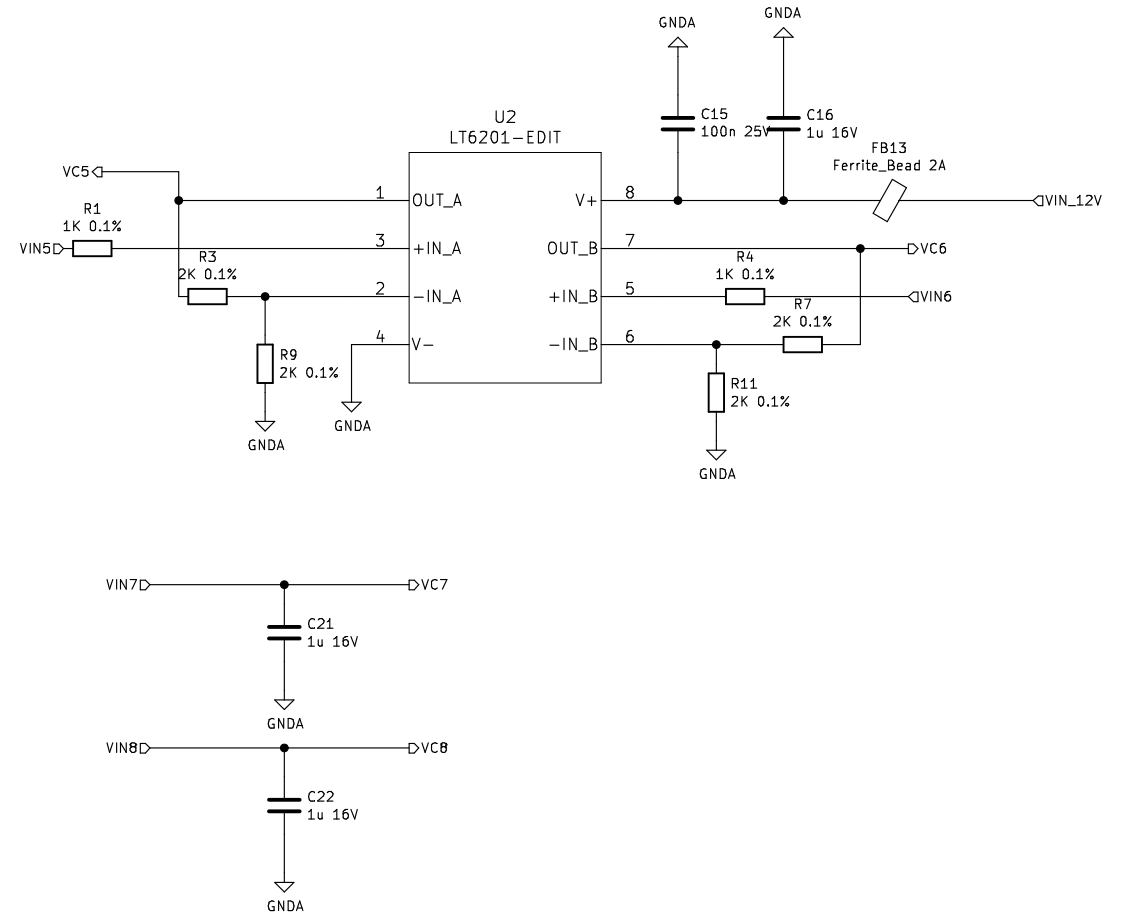 GNDA
GNDA
C15
100n 25V
C16
1u 16V
U2
LT6201-EDIT
FB13
Ferrite_Bead 2A
VC5
1
OUT_A
V+
8
VIN_12V
R1
1K 0.1%
VIN5
3
+IN_A
OUT_B
7
VC6
R3
2K 0.1%
R4
1K 0.1%
2
-IN_A
+IN_B
5
VIN6
R7
2K 0.1%
4
V-
-IN_B
6
R9
2K 0.1%
R11
2K 0.1%
GNDA
GNDA
GNDA
VIN7
VC7
C21
1u 16V
GNDA
VIN8
VC8
C22
1u 16V
GNDA